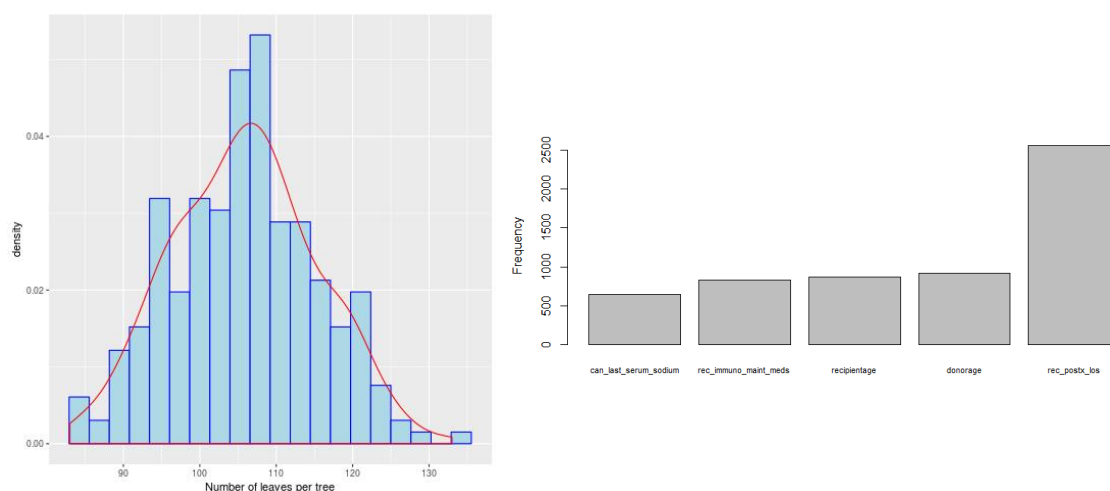 density
0.04
0.02
0.00
90 100 110 120 130
Number of leaves per tree
Frequency
2500
2000
1500
1000
500
0
can_last_serum_sodium rec_immuno_maint_meds recipientage donorage rec_postx_los